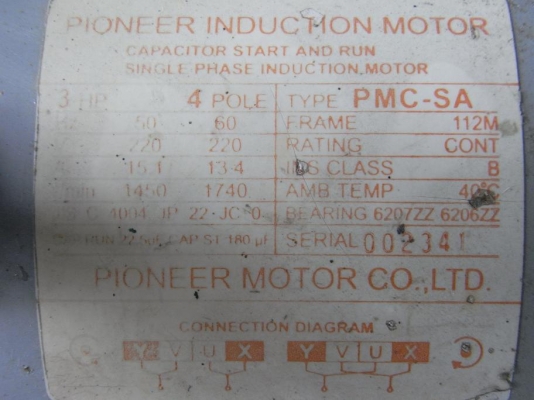 PIONEER INDUCTION MOTOR
CAPACITOR START AND RUN
SINGLE PHASE INDUCTION MOTOR
3 HP 4 POLE TYPE PMC-SA
50 60 FRAME 112M
220 220 RATING CONT
15.1 13.4 INS CLASS B
1450 1740 AMB TEMP 40°C
4004 IP 22-JC-0 BEARING 6207ZZ 6206ZZ
RUN CAP ST 180 µF SERIAL 002341
PIONEER MOTOR CO.,LTD.
CONNECTION DIAGRAM
Y V U X Y V U X